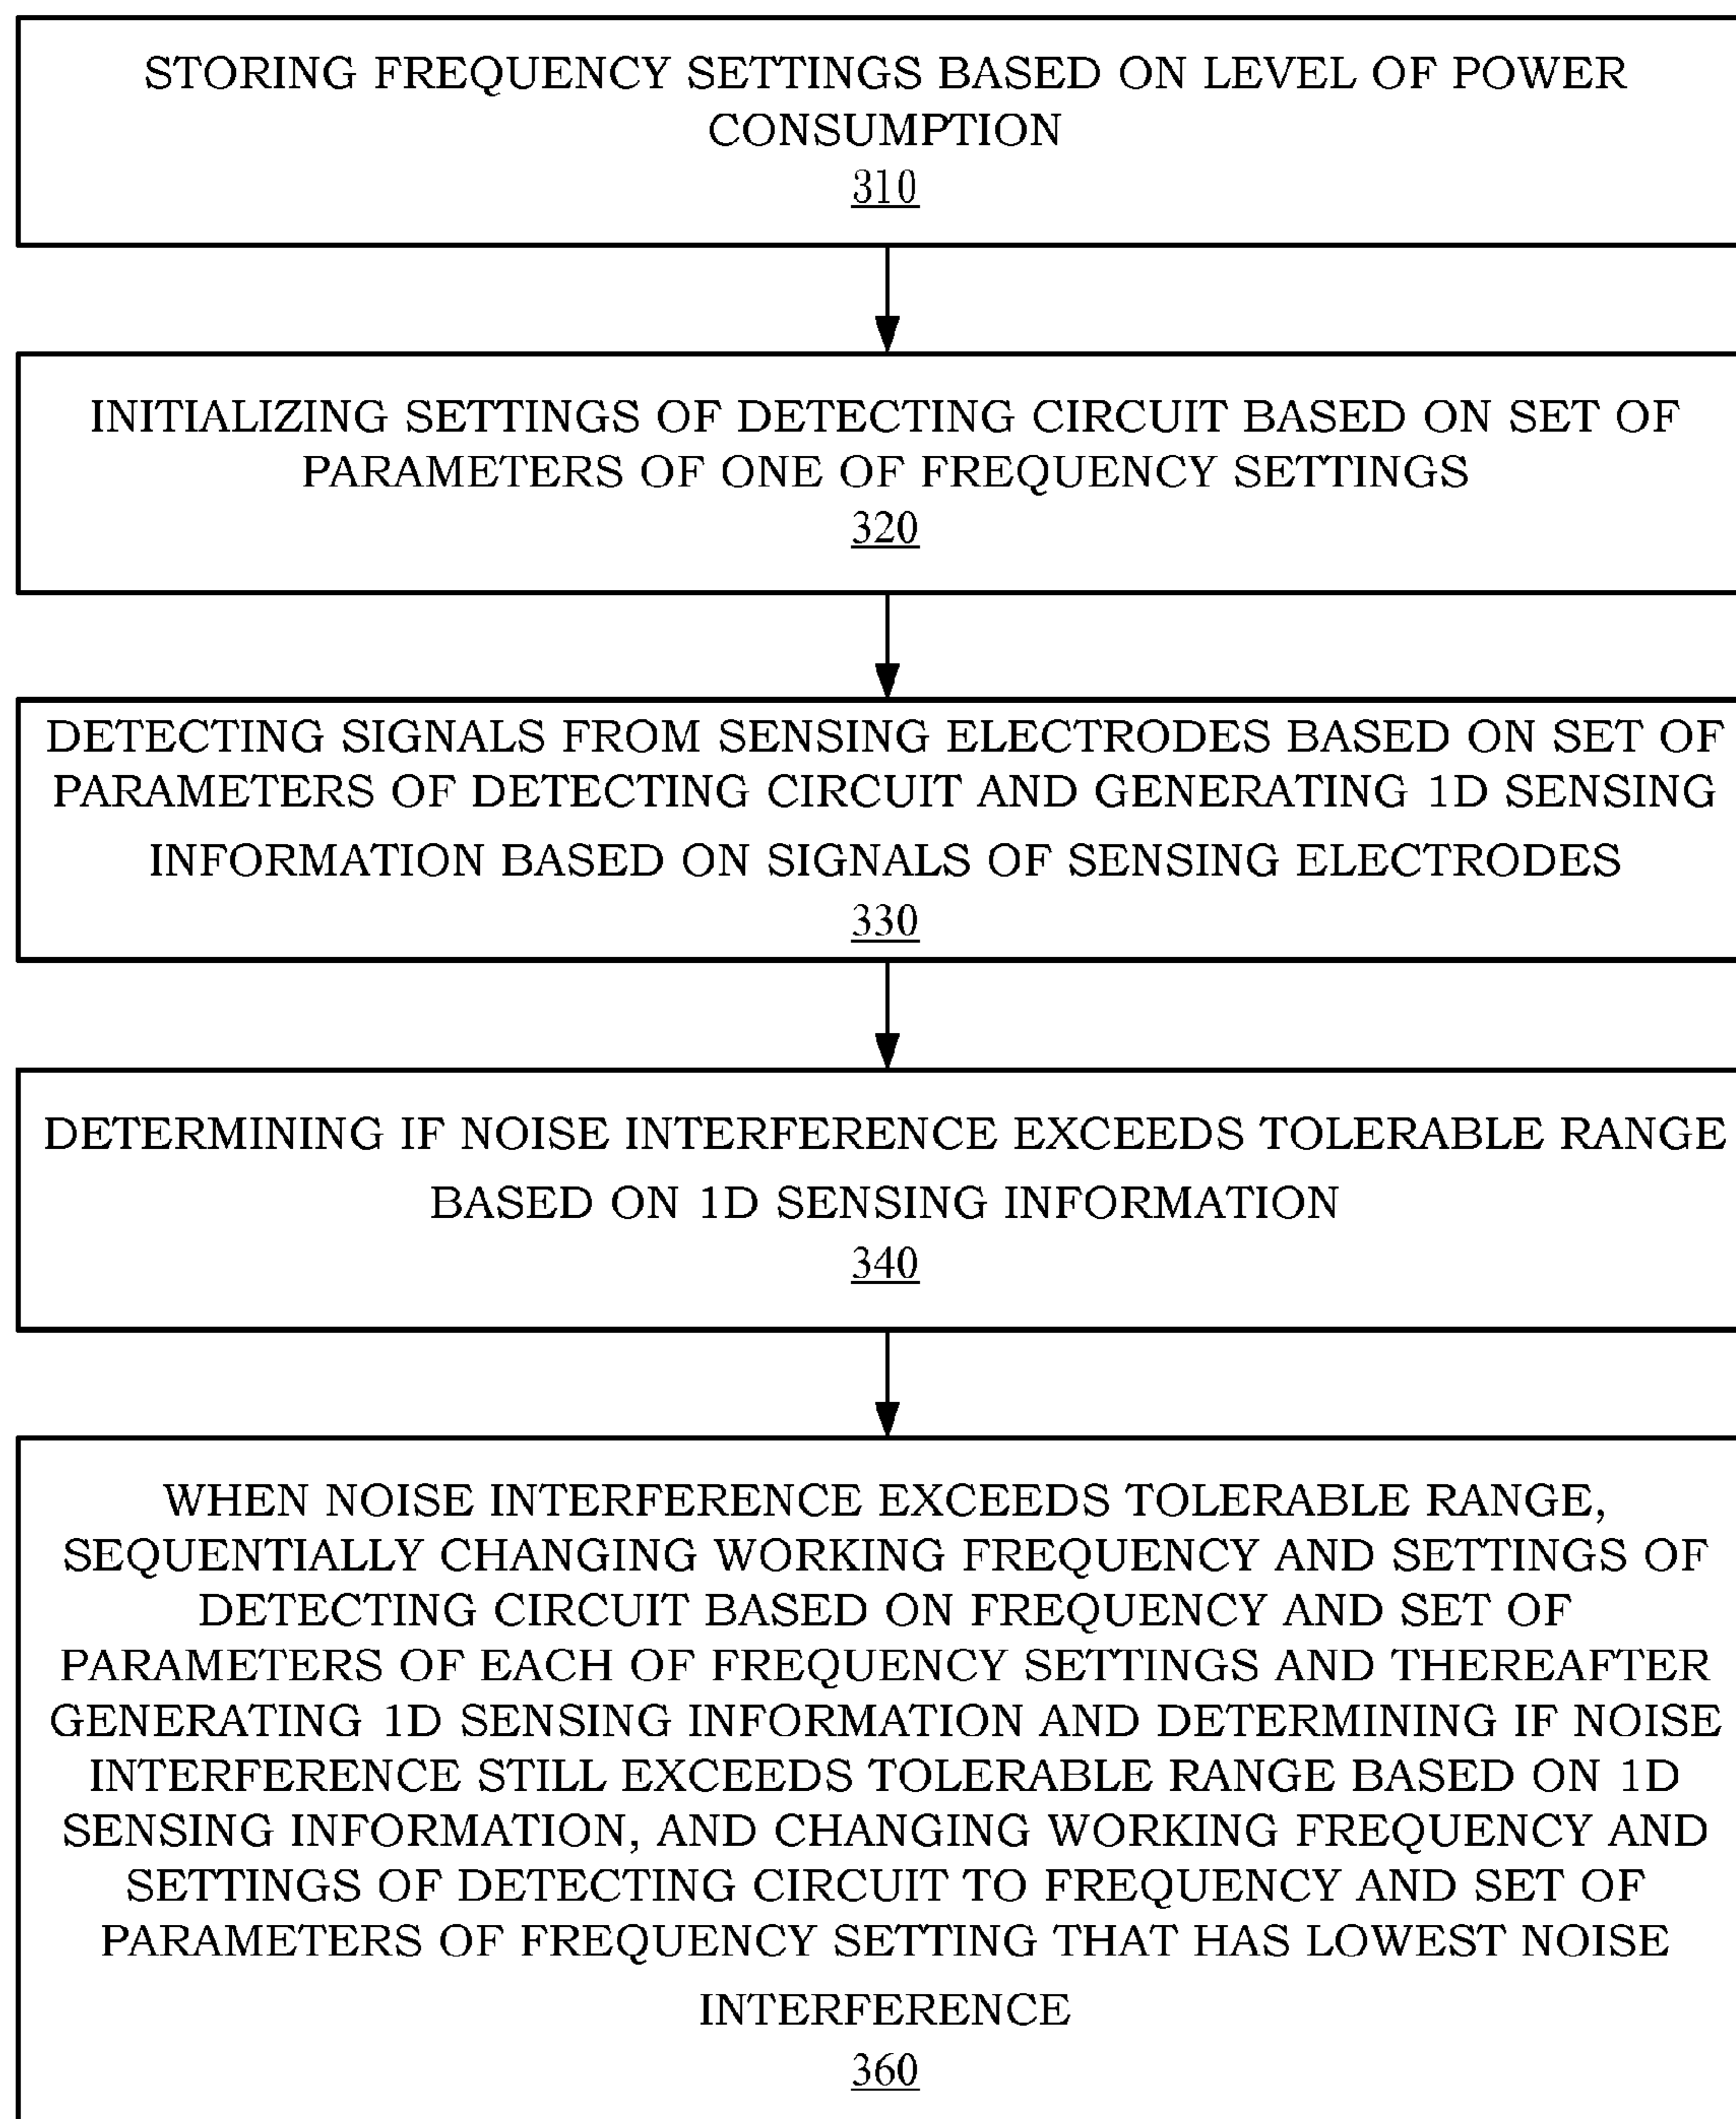 STORING FREQUENCY SETTINGS BASED ON LEVEL OF POWER
CONSUMPTION
310
INITIALIZING SETTINGS OF DETECTING CIRCUIT BASED ON SET OF
PARAMETERS OF ONE OF FREQUENCY SETTINGS
320
DETECTING SIGNALS FROM SENSING ELECTRODES BASED ON SET OF
PARAMETERS OF DETECTING CIRCUIT AND GENERATING 1D SENSING
INFORMATION BASED ON SIGNALS OF SENSING ELECTRODES
330
DETERMINING IF NOISE INTERFERENCE EXCEEDS TOLERABLE RANGE
BASED ON 1D SENSING INFORMATION
340
WHEN NOISE INTERFERENCE EXCEEDS TOLERABLE RANGE,
SEQUENTIALLY CHANGING WORKING FREQUENCY AND SETTINGS OF
DETECTING CIRCUIT BASED ON FREQUENCY AND SET OF
PARAMETERS OF EACH OF FREQUENCY SETTINGS AND THEREAFTER
GENERATING 1D SENSING INFORMATION AND DETERMINING IF NOISE
INTERFERENCE STILL EXCEEDS TOLERABLE RANGE BASED ON 1D
SENSING INFORMATION, AND CHANGING WORKING FREQUENCY AND
SETTINGS OF DETECTING CIRCUIT TO FREQUENCY AND SET OF
PARAMETERS OF FREQUENCY SETTING THAT HAS LOWEST NOISE
INTERFERENCE
360